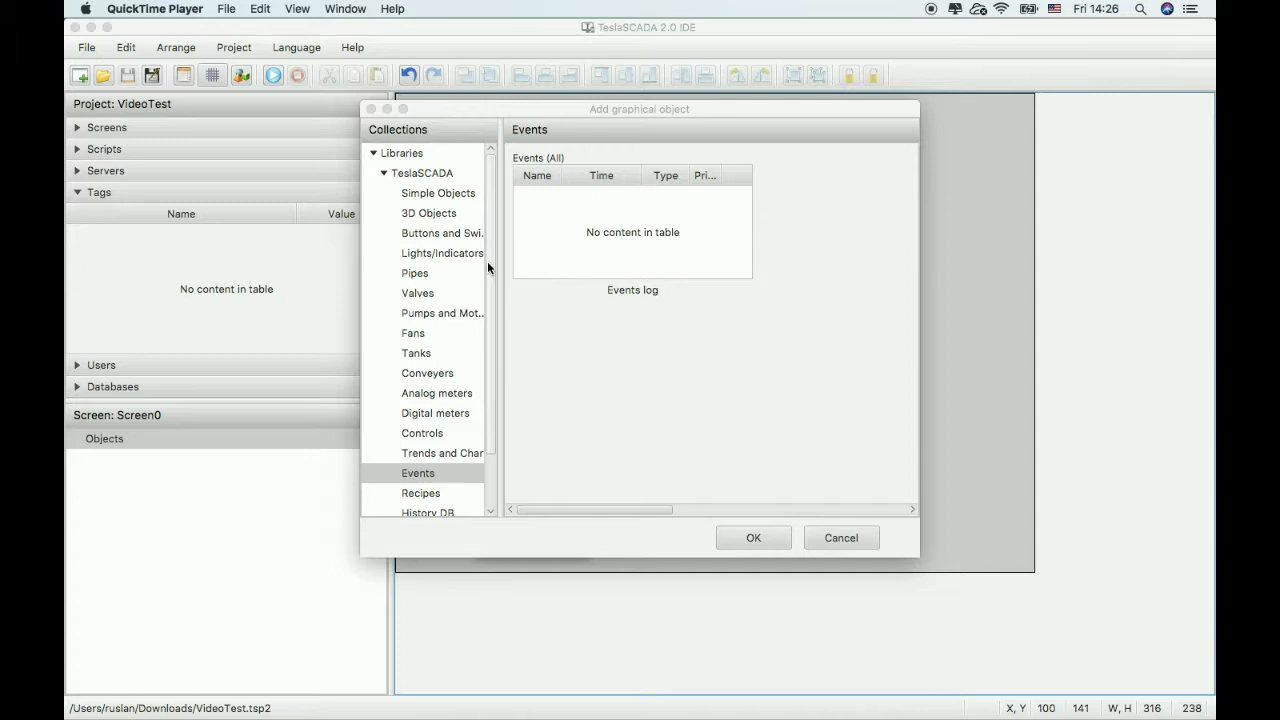 QuickTime Player File Edit View Window Help Fri 14:26
TeslaSCADA 2.0 IDE
File Edit Arrange Project Language Help
Project: VideoTest
Screens
Scripts
Servers
Tags
Name Value
No content in table
Users
Databases
Screen: Screen0
Objects
Add graphical object
Collections
Libraries
TeslaSCADA
Simple Objects
3D Objects
Buttons and Swi..
Lights/Indicators
Pipes
Valves
Pumps and Mot..
Fans
Tanks
Conveyers
Analog meters
Digital meters
Controls
Trends and Char
Events
Recipes
History DB
Events
Events (All)
Name Time Type Pri...
No content in table
Events log
OK Cancel
/Users/ruslan/Downloads/VideoTest.tsp2 X, Y 100 141 W, H 316 238